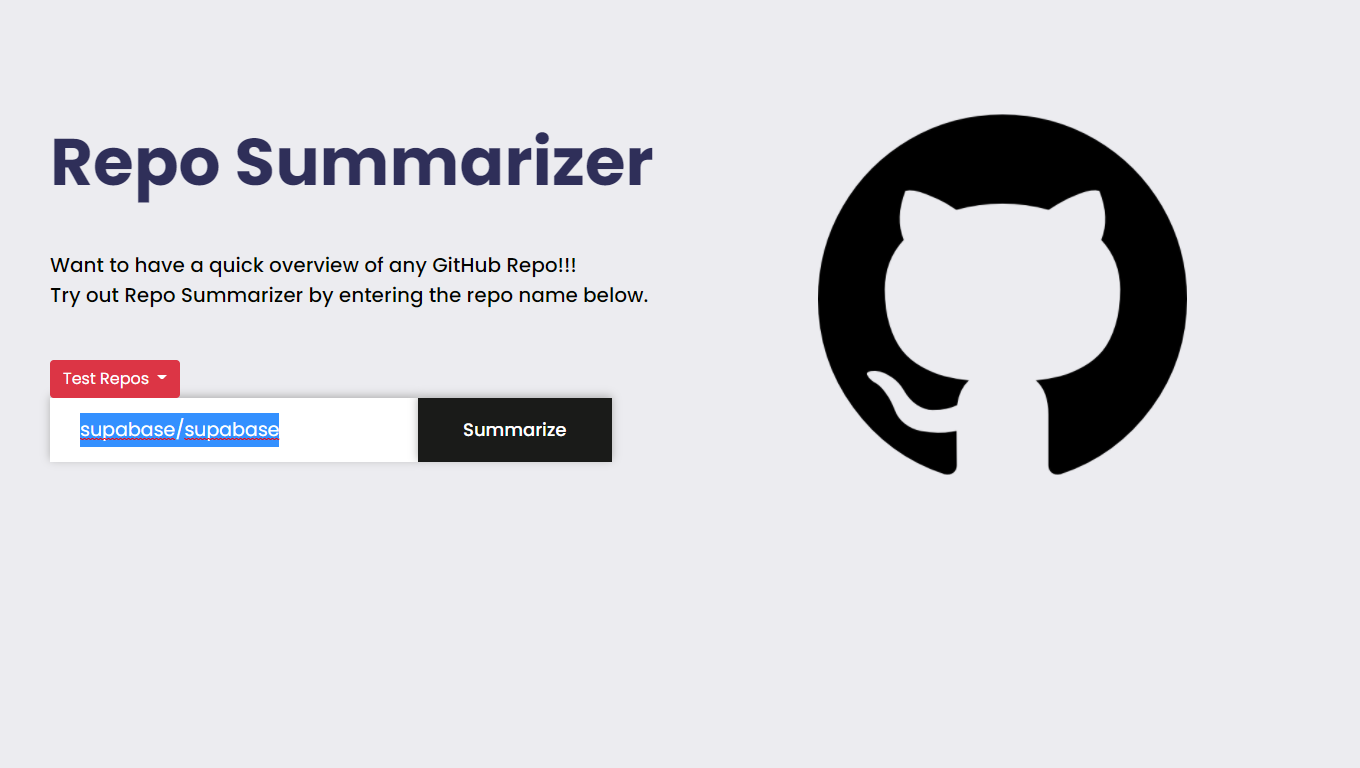 Repo Summarizer
Want to have a quick overview of any GitHub Repo!!!
Try out Repo Summarizer by entering the repo name below.
Test Repos
supabase/supabase
Summarize